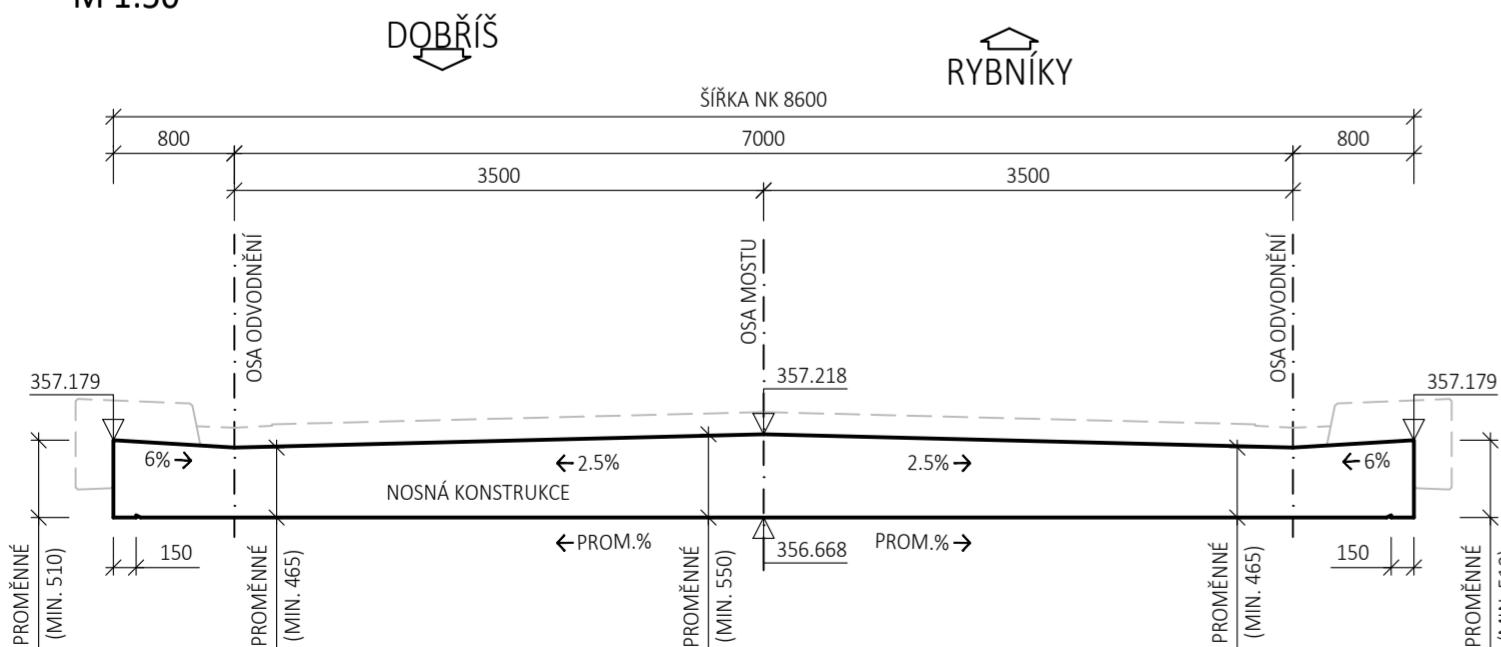 M 1:50
DOBŘÍŠ
RYBNÍKY
ŠÍŘKA NK 8600
800
7000
800
3500
3500
OSA ODVODNĚNÍ
OSA MOSTU
OSA ODVODNĚNÍ
357.179
357.218
357.179
6%
2.5%
2.5%
6%
NOSNÁ KONSTRUKCE
PROM.%
356.668
PROM.%
150
150
PROMĚNNÉ
(MIN. 510)
PROMĚNNÉ
(MIN. 465)
PROMĚNNÉ
(MIN. 550)
PROMĚNNÉ
(MIN. 465)
PROMĚNNÉ